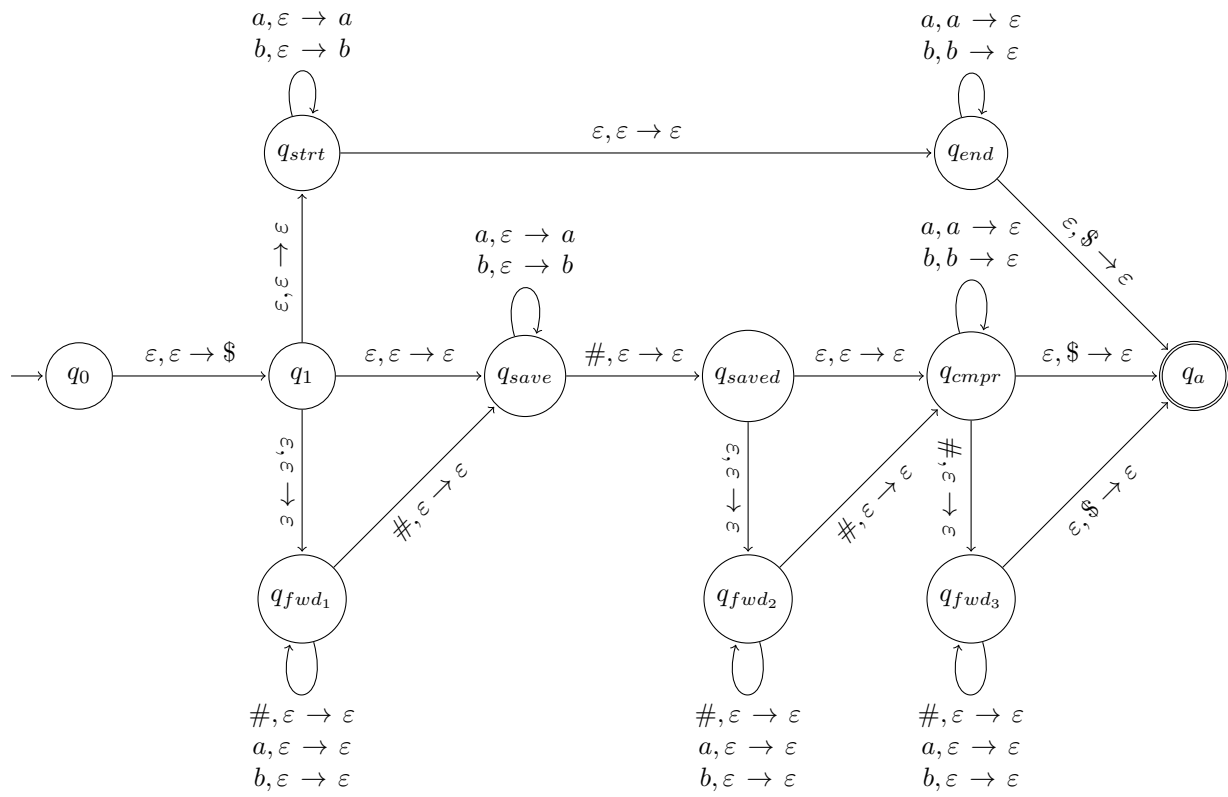 a, ε → a
b, ε → b
a, a → ε
b, b → ε
q_strt
ε, ε → ε
q_end
ε, ε → ε
a, ε → a
b, ε → b
a, a → ε
b, b → ε
ε, $ → ε
q_0
ε, ε → $
q_1
ε, ε → ε
q_save
#, ε → ε
q_saved
ε, ε → ε
q_cmpr
ε, $ → ε
q_a
ε, ε → ε
#, ε → ε
ε, ε → ε
#, ε → ε
#, ε → ε
ε, $ → ε
q_fwd_1
q_fwd_2
q_fwd_3
#, ε → ε
a, ε → ε
b, ε → ε
#, ε → ε
a, ε → ε
b, ε → ε
#, ε → ε
a, ε → ε
b, ε → ε